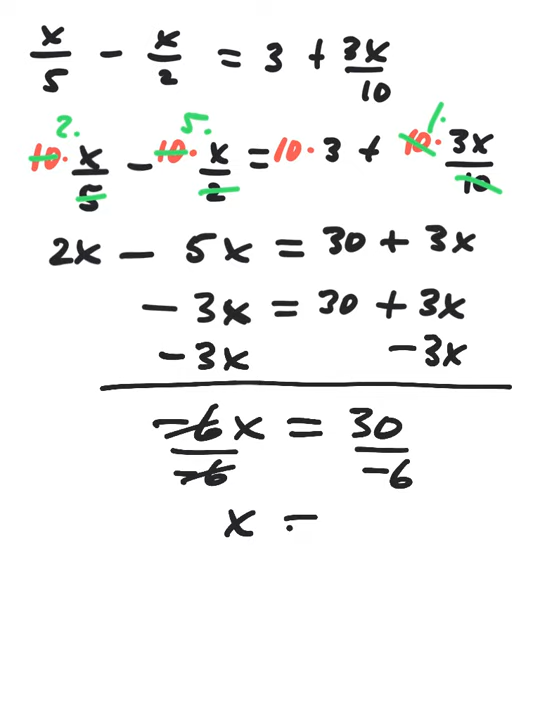 x/5 - x/2 = 3 + 3x/10
2. 5. 1.
10. x/5 - 10. x/2 = 10. 3 + 10. 3x/10
2x - 5x = 30 + 3x
- 3x = 30 + 3x
- 3x - 3x
-6x/-6 = 30/-6
x =